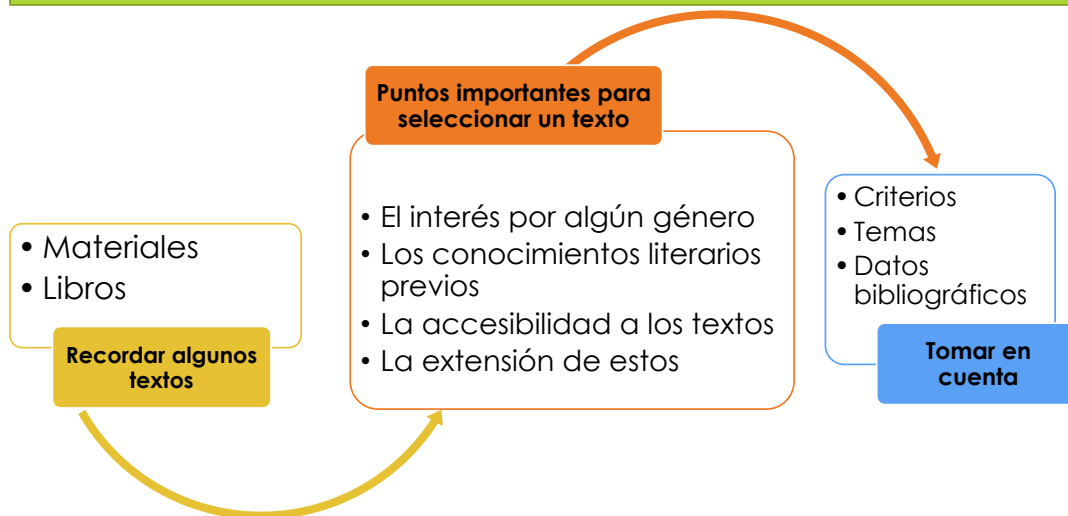 • Materiales
• Libros
Recordar algunos
textos
Puntos importantes para
seleccionar un texto
• El interés por algún género
• Los conocimientos literarios
previos
• La accesibilidad a los textos
• La extensión de estos
• Criterios
• Temas
• Datos
bibliográficos
Tomar en
cuenta